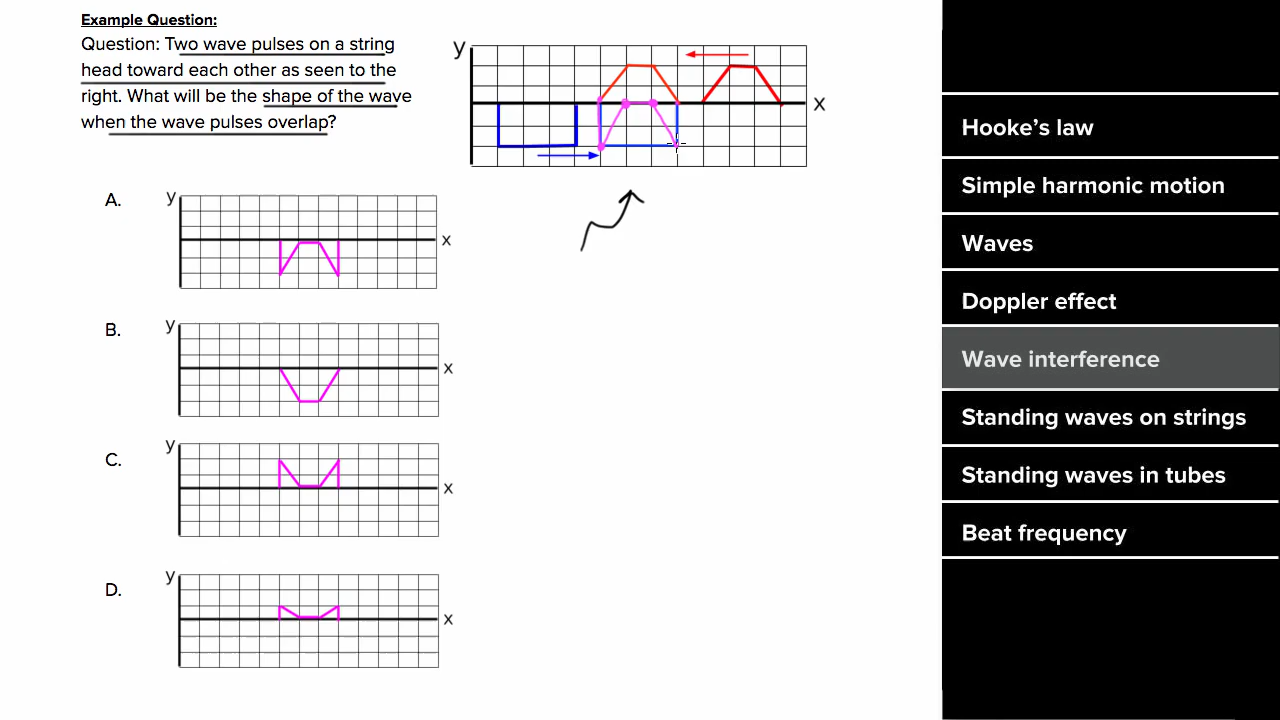 Example Question:
Question: Two wave pulses on a string
head toward each other as seen to the
right. What will be the shape of the wave
when the wave pulses overlap?
y
x
A.
y
x
B.
y
x
C.
y
x
D.
y
x
Hooke's law
Simple harmonic motion
Waves
Doppler effect
Wave interference
Standing waves on strings
Standing waves in tubes
Beat frequency